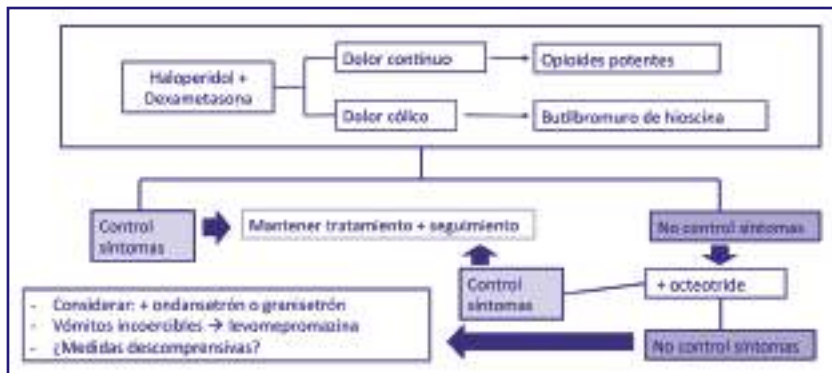 Haloperidol +
Dexametasona
Dolor continuo
Opioides potentes
Dolor cólico
Butilbromuro de hioscina
Control
síntomas
Mantener tratamiento + seguimiento
No control síntomas
Control
síntomas
+ octeotride
- Considerar: + ondansetrón o granisetrón
- Vómitos incoercibles → levomepromazina
- ¿Medidas descomprensivas?
No control síntomas